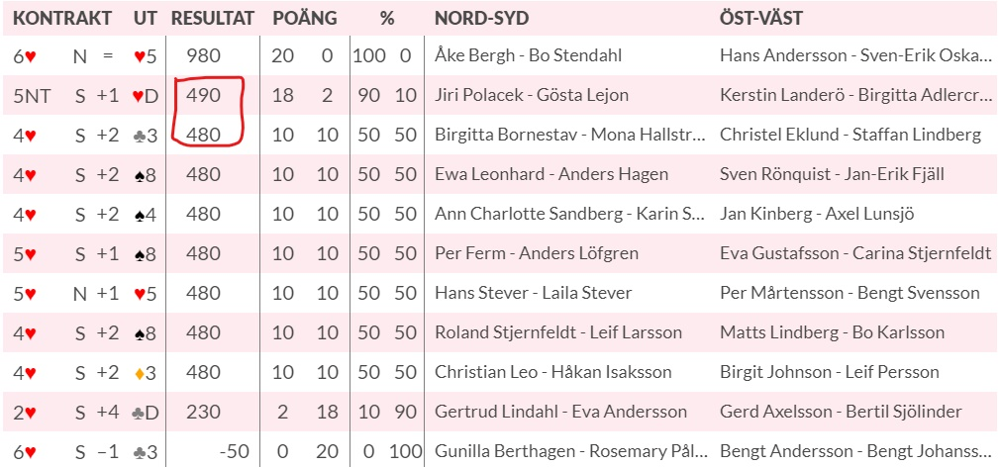 KONTRAKT UT RESULTAT POÄNG % NORD-SYD ÖST-VÄST
6♥ N = ♥5 980 20 0 100 0 Åke Bergh - Bo Stendahl Hans Andersson - Sven-Erik Oska...
5NT S +1 ♥D 490 18 2 90 10 Jiri Polacek - Gösta Lejon Kerstin Landerö - Birgitta Adlercr...
4♥ S +2 ♣3 480 10 10 50 50 Birgitta Bornestav - Mona Hallstr... Christel Eklund - Staffan Lindberg
4♥ S +2 ♠8 480 10 10 50 50 Ewa Leonhard - Anders Hagen Sven Rönquist - Jan-Erik Fjäll
4♥ S +2 ♠4 480 10 10 50 50 Ann Charlotte Sandberg - Karin S... Jan Kinberg - Axel Lunsjö
5♥ S +1 ♠8 480 10 10 50 50 Per Ferm - Anders Löfgren Eva Gustafsson - Carina Stjernfeldt
5♥ N +1 ♥5 480 10 10 50 50 Hans Stever - Laila Stever Per Mårtensson - Bengt Svensson
4♥ S +2 ♠8 480 10 10 50 50 Roland Stjernfeldt - Leif Larsson Matts Lindberg - Bo Karlsson
4♥ S +2 ♦3 480 10 10 50 50 Christian Leo - Håkan Isaksson Birgit Johnson - Leif Persson
2♥ S +4 ♣D 230 2 18 10 90 Gertrud Lindahl - Eva Andersson Gerd Axelsson - Bertil Sjölinder
6♥ S −1 ♣3 -50 0 20 0 100 Gunilla Berthagen - Rosemary Pål... Bengt Andersson - Bengt Johanss...